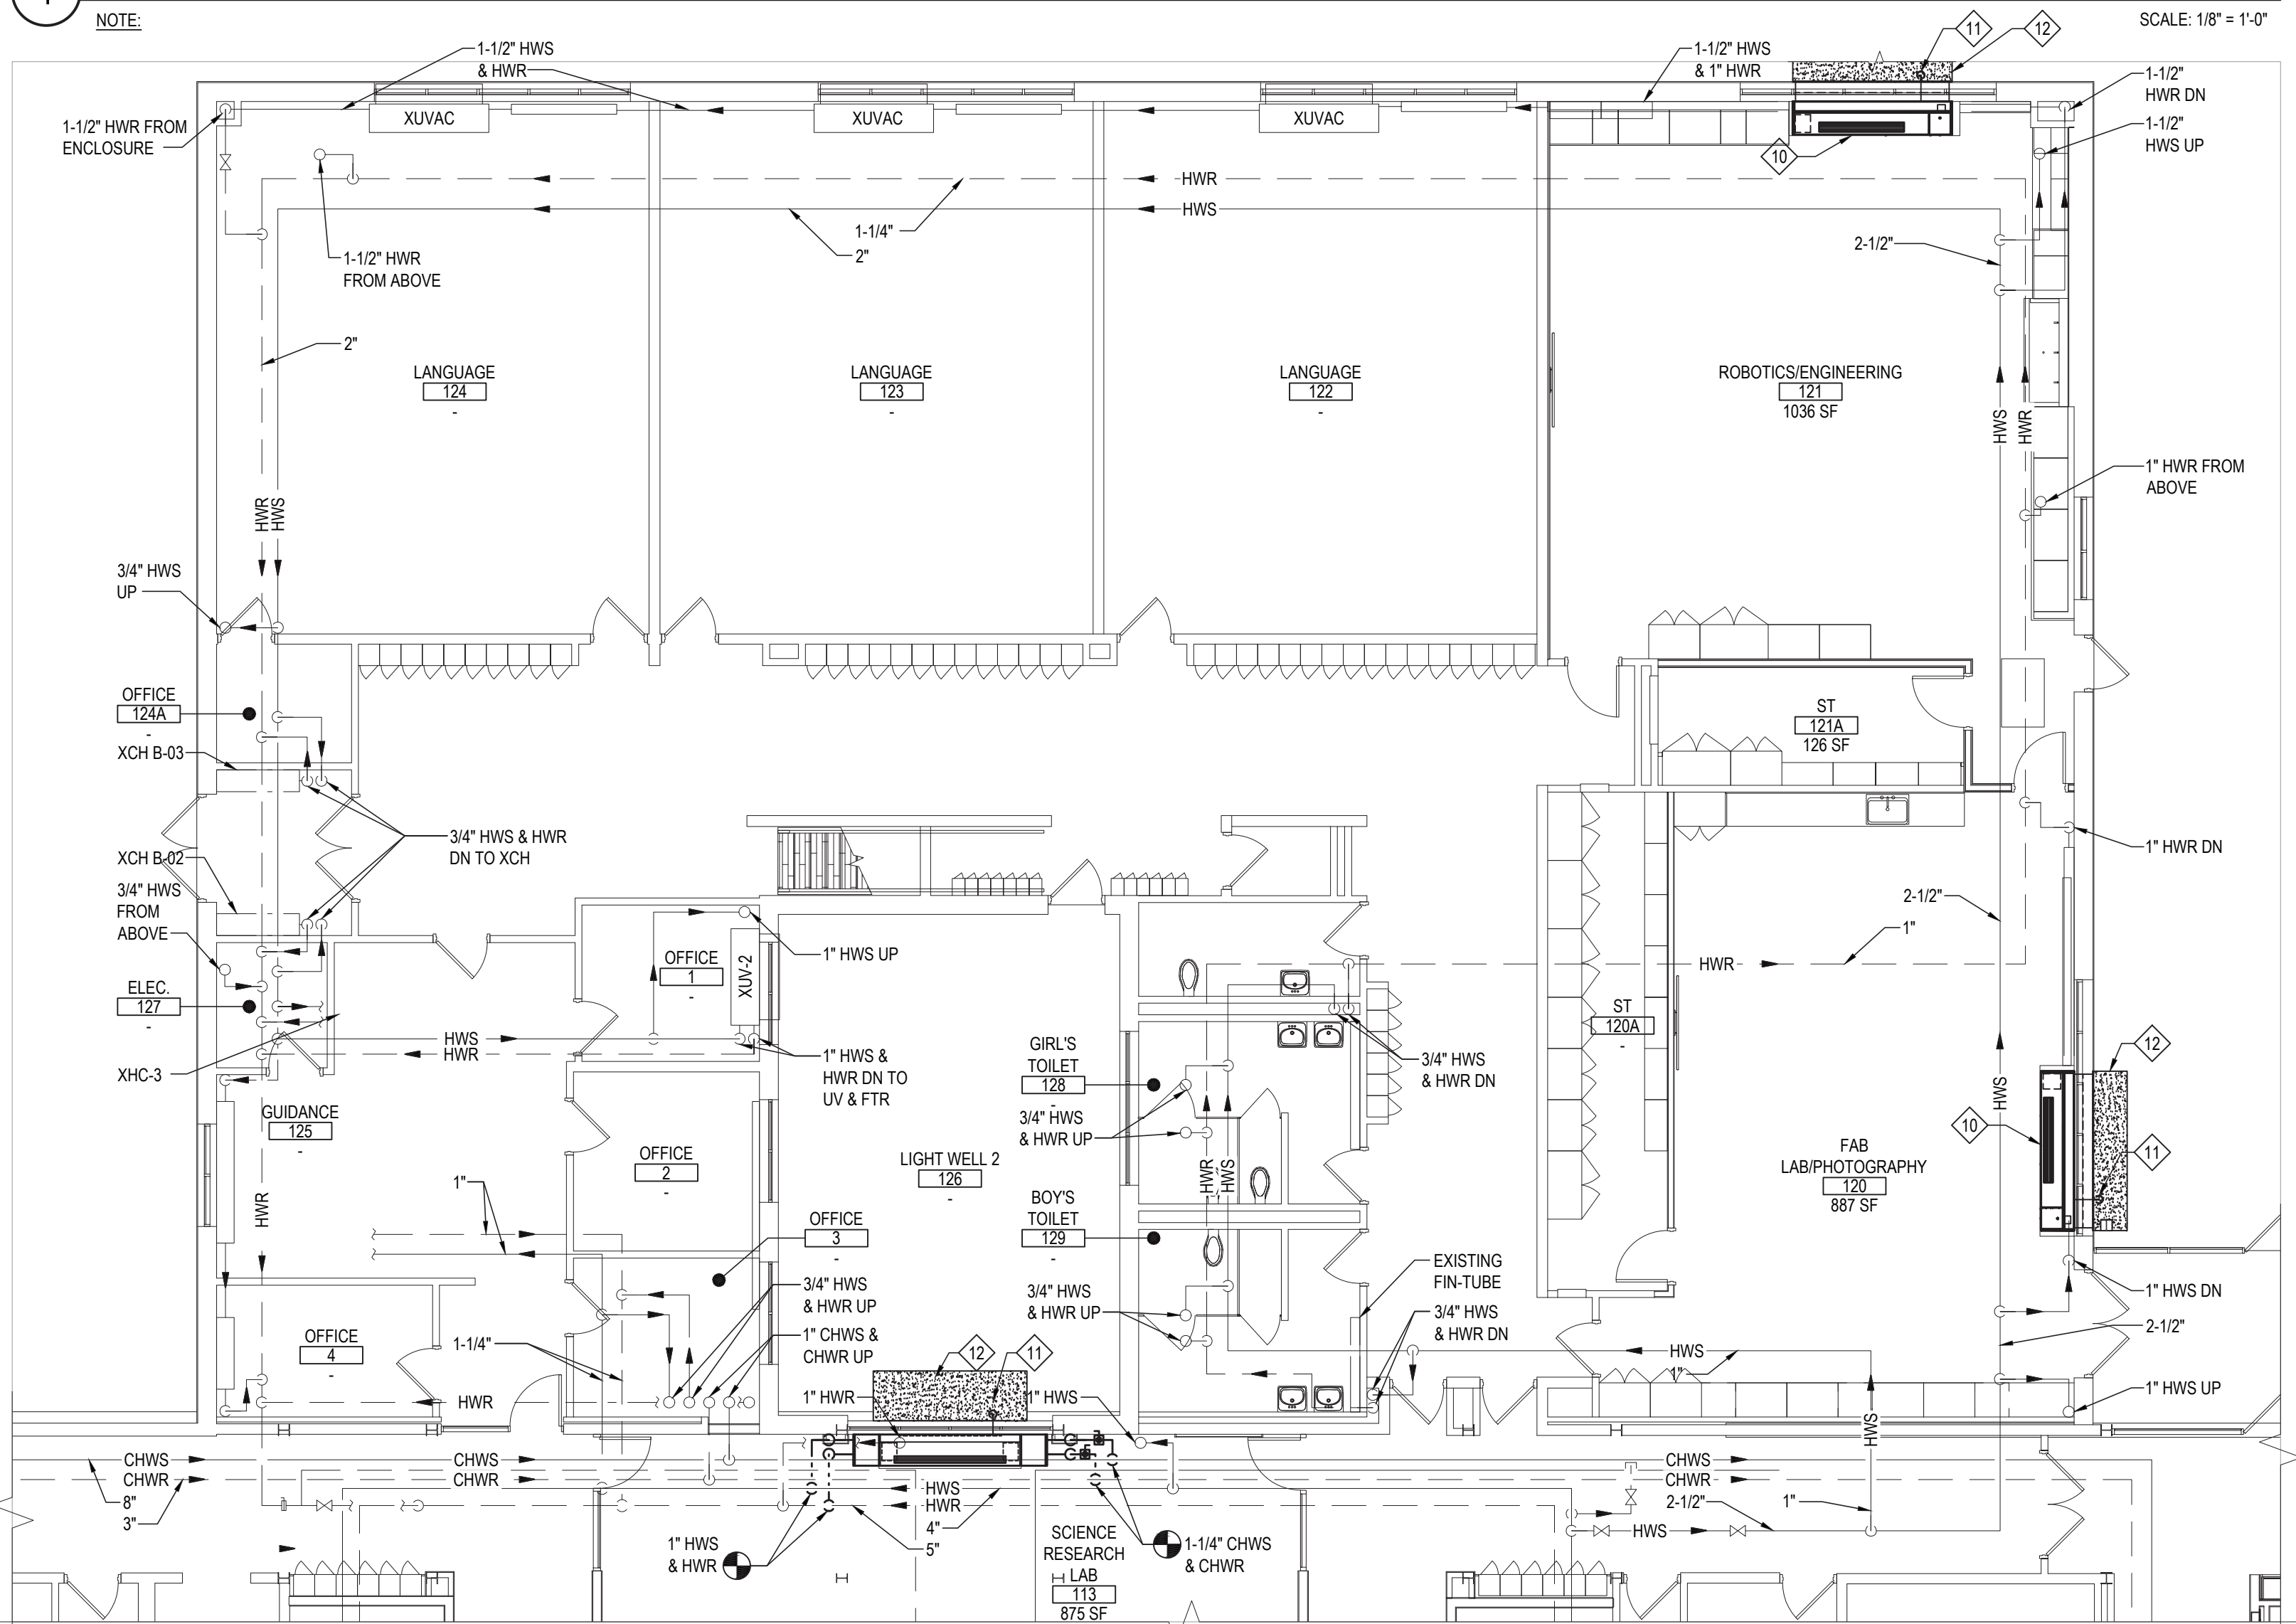 NOTE:
SCALE: 1/8" = 1'-0"
11
12
1-1/2" HWS
& HWR
1-1/2" HWS
& 1" HWR
1-1/2"
HWR DN
1-1/2" HWR FROM
ENCLOSURE
XUVAC
XUVAC
XUVAC
1-1/2"
HWS UP
10
HWR
HWS
1-1/4"
2"
2-1/2"
1-1/2" HWR
FROM ABOVE
2"
LANGUAGE
124
-
LANGUAGE
123
-
LANGUAGE
122
-
ROBOTICS/ENGINEERING
121
1036 SF
HWS
HWR
1" HWR FROM
ABOVE
HWR
HWS
3/4" HWS
UP
OFFICE
124A
-
XCH B-03
ST
121A
126 SF
3/4" HWS & HWR
DN TO XCH
1" HWR DN
XCH B-02
3/4" HWS
FROM
ABOVE
2-1/2"
1"
OFFICE
1
-
XUV-2
1" HWS UP
HWR
ELEC.
127
-
ST
120A
-
HWS
HWR
XHC-3
1" HWS &
HWR DN TO
UV & FTR
GIRL'S
TOILET
128
-
3/4" HWS
& HWR DN
12
HWS
GUIDANCE
125
-
3/4" HWS
& HWR UP
10
11
OFFICE
2
-
LIGHT WELL 2
126
-
HWR
HWS
FAB
LAB/PHOTOGRAPHY
120
887 SF
1"
HWR
OFFICE
3
-
BOY'S
TOILET
129
-
EXISTING
FIN-TUBE
3/4" HWS
& HWR UP
3/4" HWS
& HWR UP
3/4" HWS
& HWR DN
1" HWS DN
2-1/2"
OFFICE
4
-
1-1/4"
1" CHWS &
CHWR UP
12
11
HWS
1"
1" HWR
1" HWS
1" HWS UP
HWR
HWS
CHWS
CHWR
CHWS
CHWR
CHWS
CHWR
8"
3"
HWS
HWR
4"
5"
2-1/2"
1"
HWS
1" HWS
& HWR
SCIENCE
RESEARCH
LAB
113
875 SF
1-1/4" CHWS
& CHWR